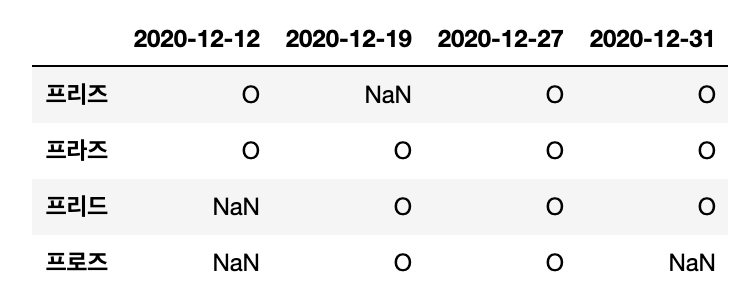 2020-12-12 2020-12-19 2020-12-27 2020-12-31
프리즈 O NaN O O
프라즈 O O O O
프리드 NaN O O O
프로즈 NaN O O NaN